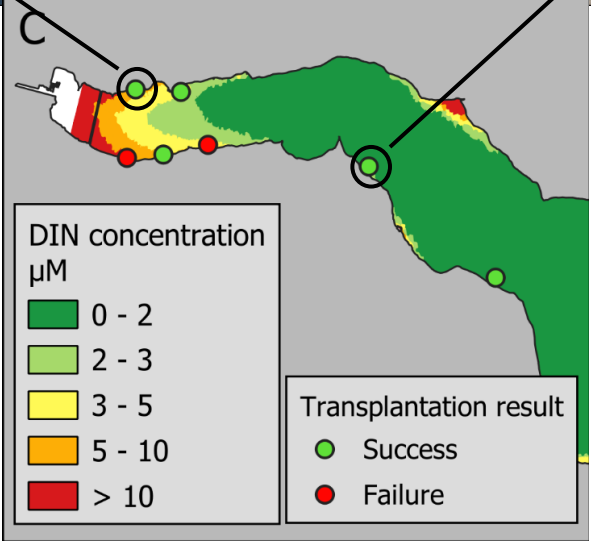 C
DIN concentration
µM
0 - 2
2 - 3
3 - 5
5 - 10
> 10
Transplantation result
Success
Failure